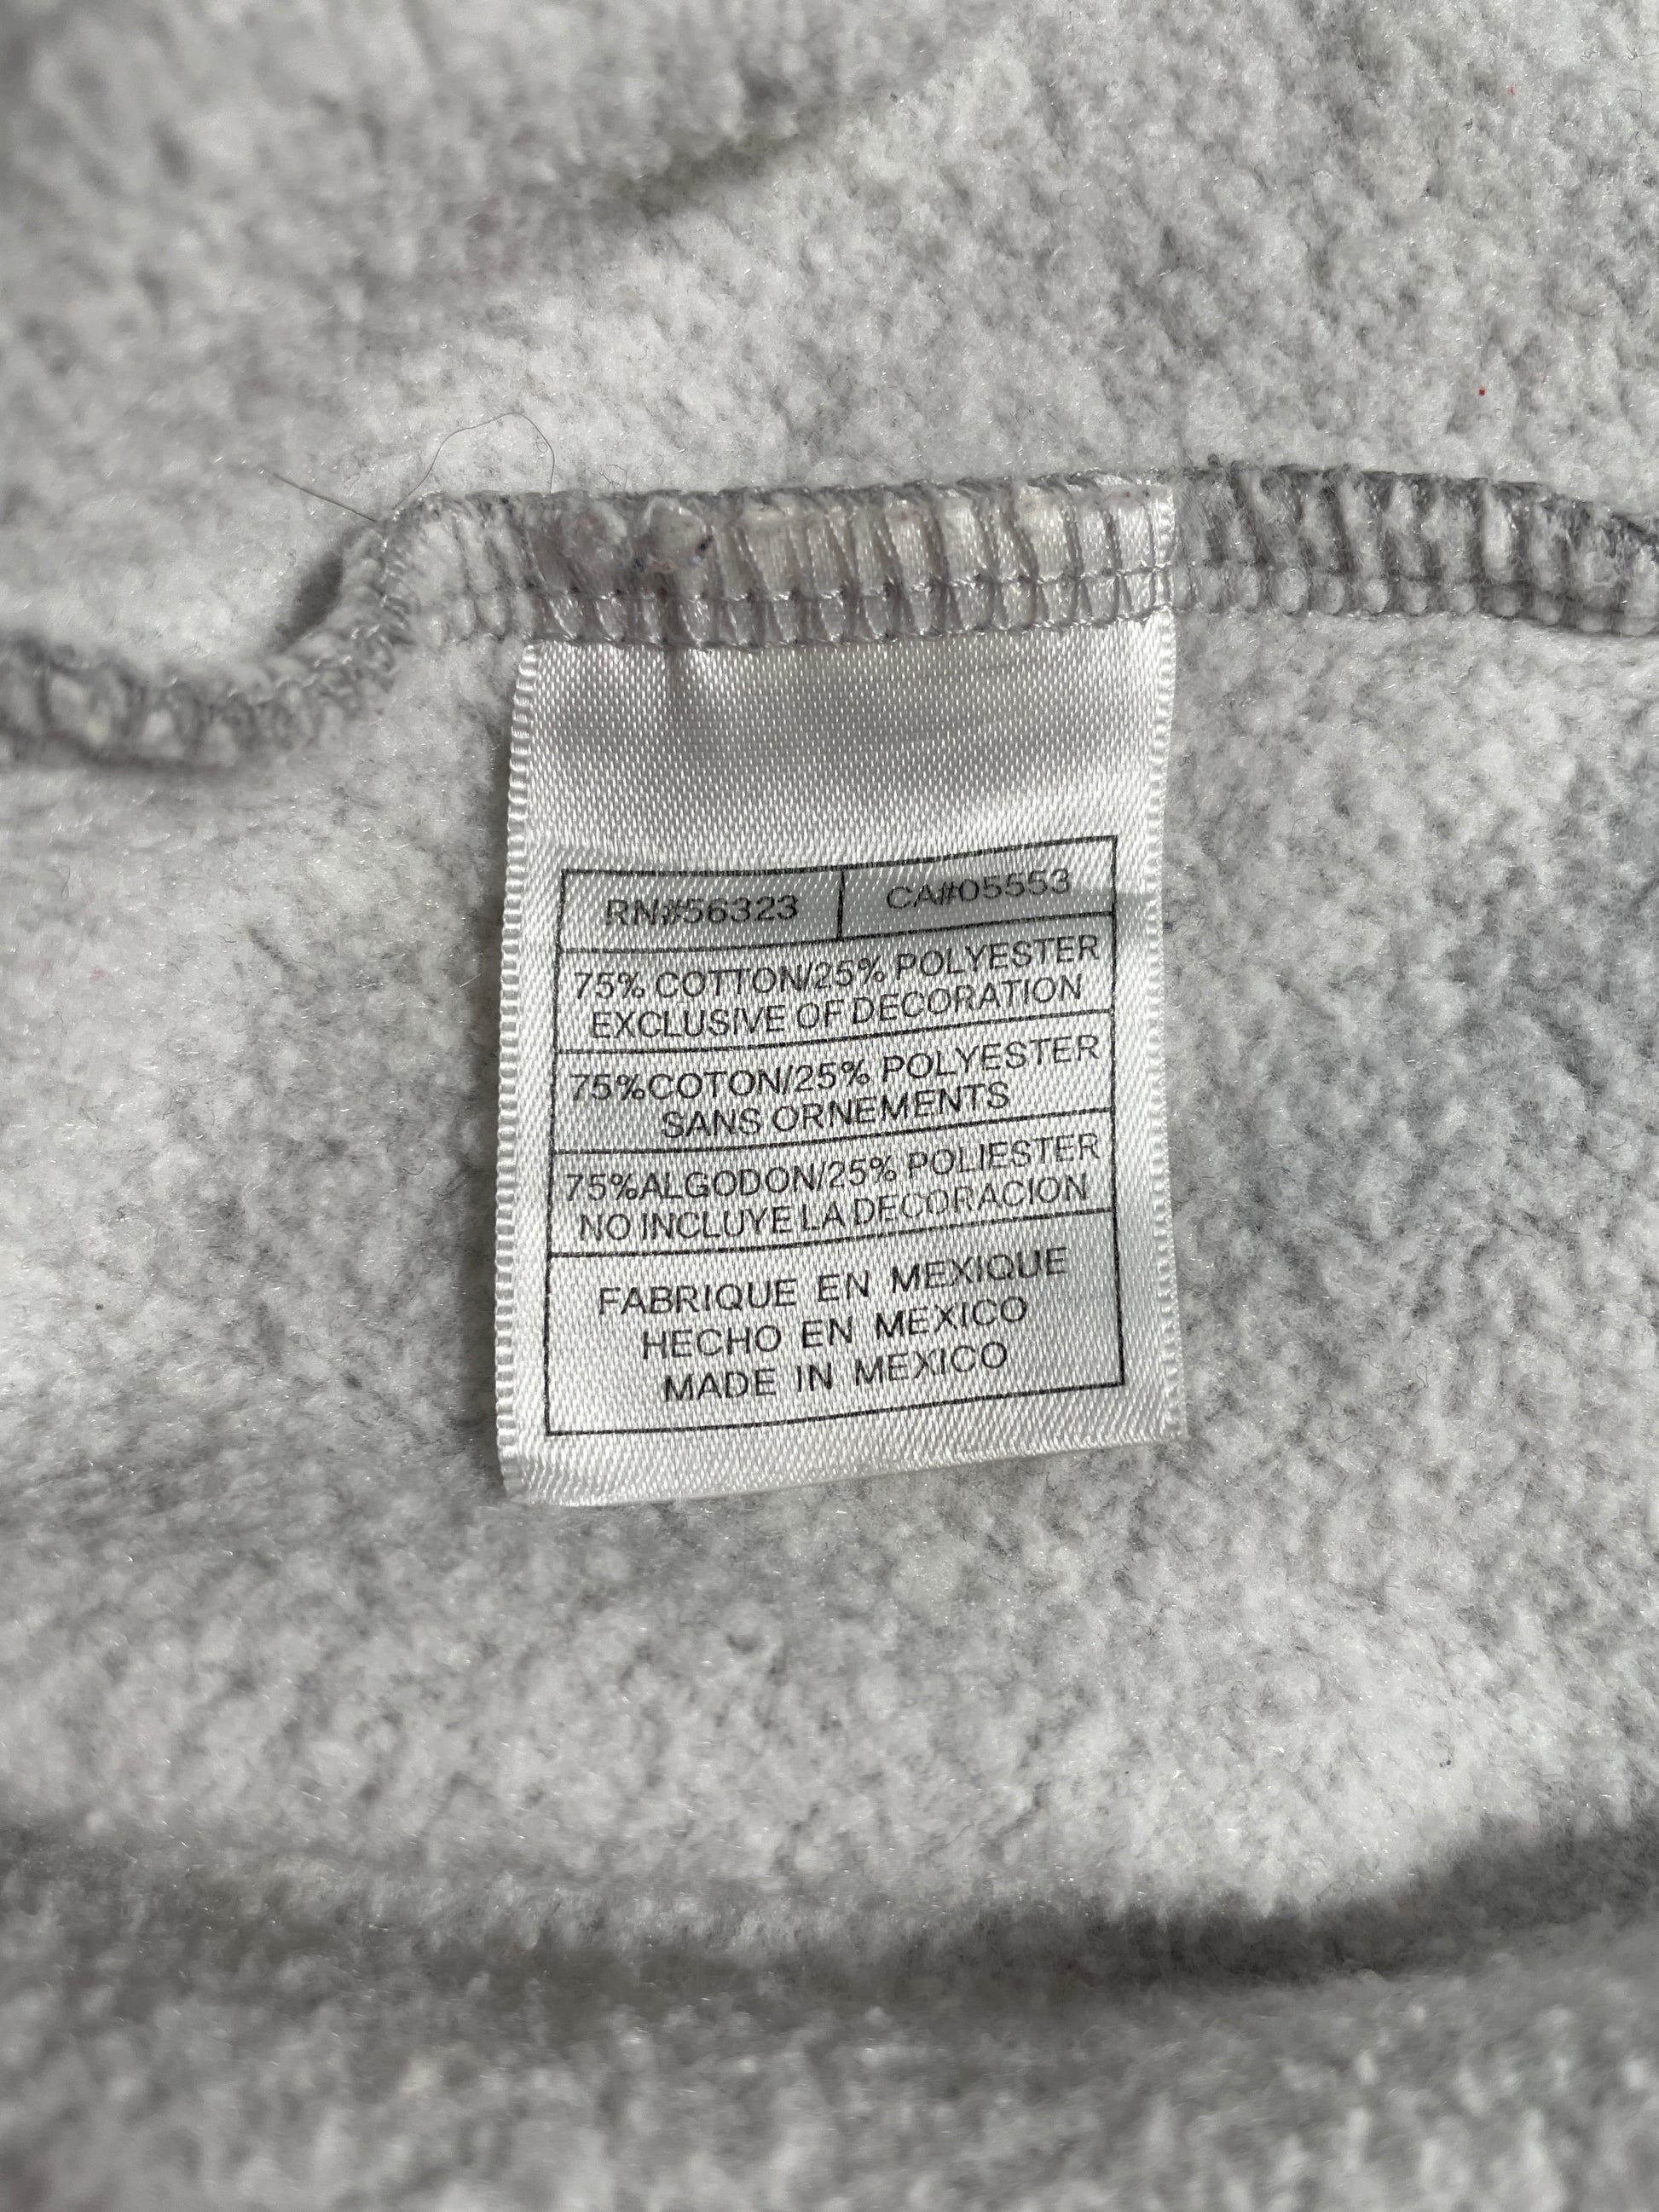 RN#56323 CA#05553
75% COTTON/25% POLYESTER
EXCLUSIVE OF DECORATION
75%COTON/25% POLYESTER
SANS ORNEMENTS
75%ALGODON/25% POLIESTER
NO INCLUYE LA DECORACION
FABRIQUE EN MEXIQUE
HECHO EN MEXICO
MADE IN MEXICO